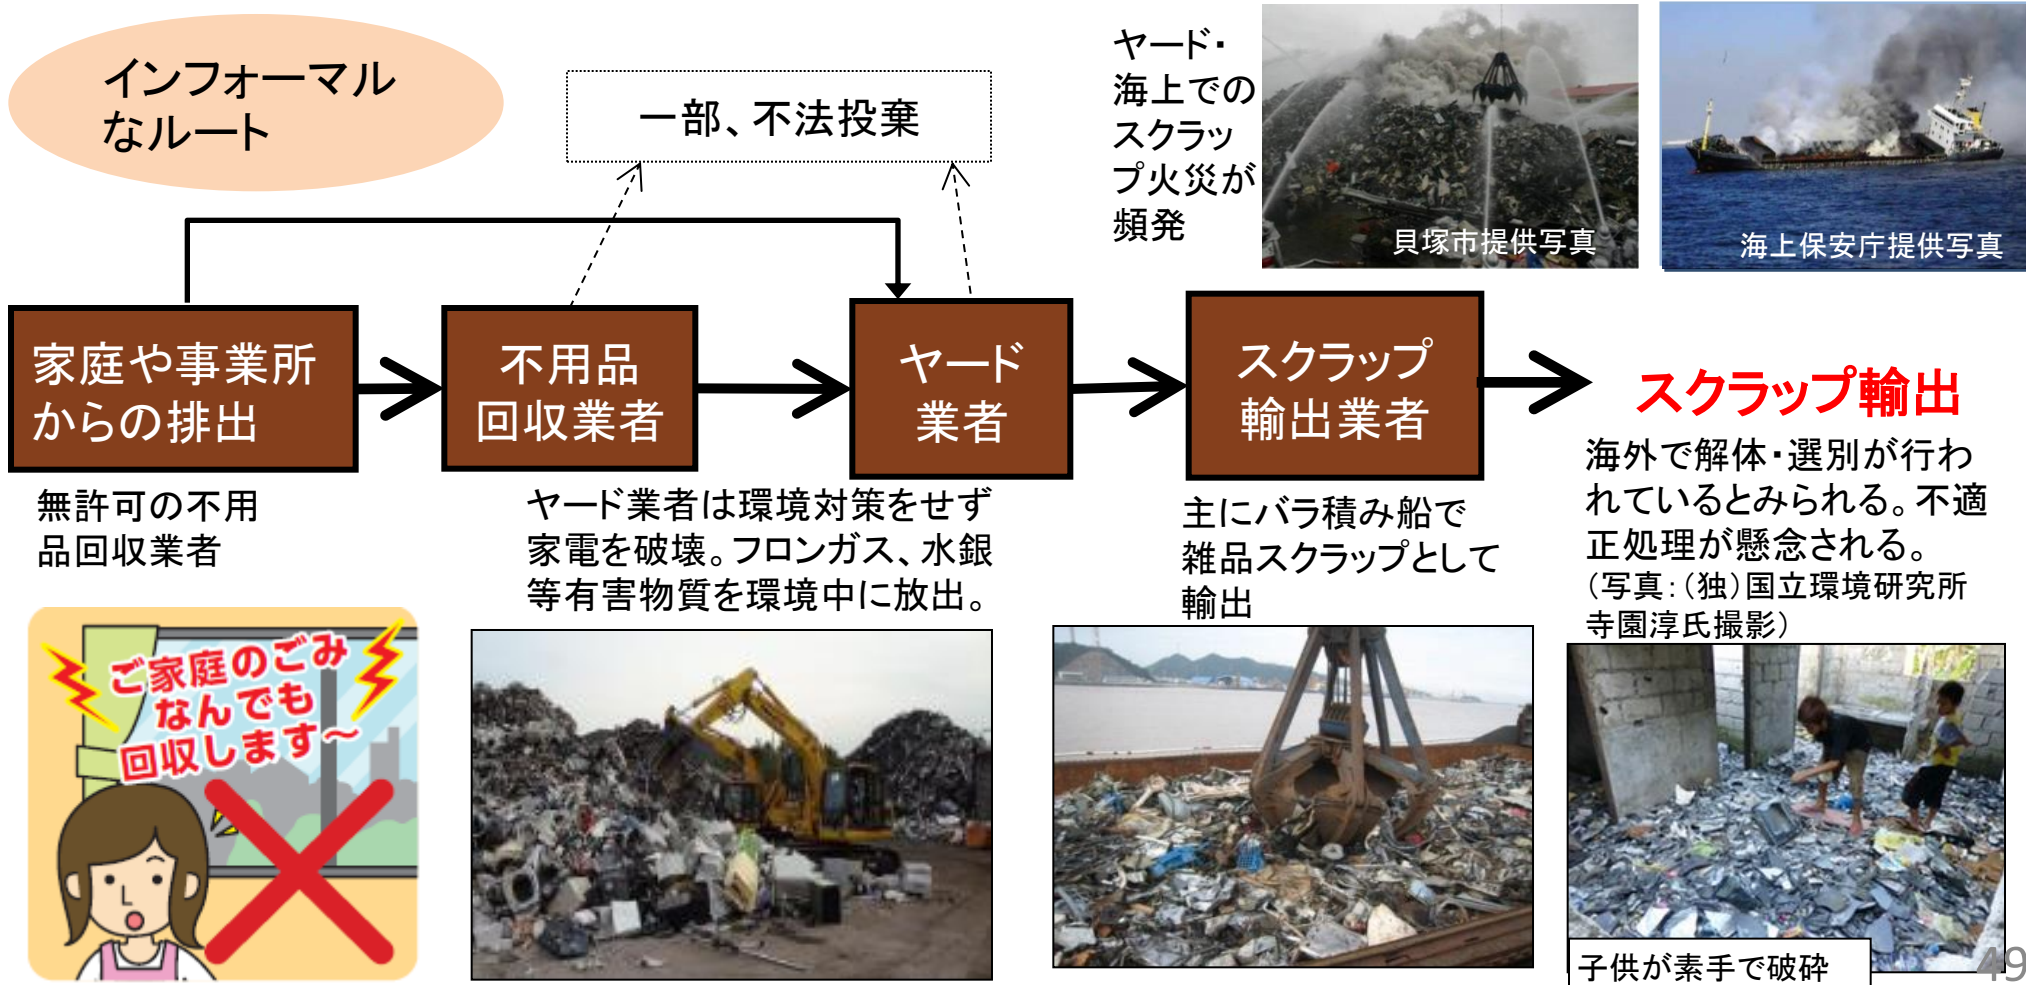 インフォーマル
なルート
一部、不法投棄
ヤード・
海上での
スクラッ
プ火災が
頻発
貝塚市提供写真
海上保安庁提供写真
家庭や事業所
からの排出
不用品
回収業者
ヤード
業者
スクラップ
輸出業者
スクラップ輸出
無許可の不用
品回収業者
ヤード業者は環境対策をせず
家電を破壊。フロンガス、水銀
等有害物質を環境中に放出。
主にバラ積み船で
雑品スクラップとして
輸出
海外で解体・選別が行わ
れているとみられる。不適
正処理が懸念される。
（写真：（独）国立環境研究所
寺園淳氏撮影）
ご家庭のごみ
なんでも
回収します～
子供が素手で破砕
49